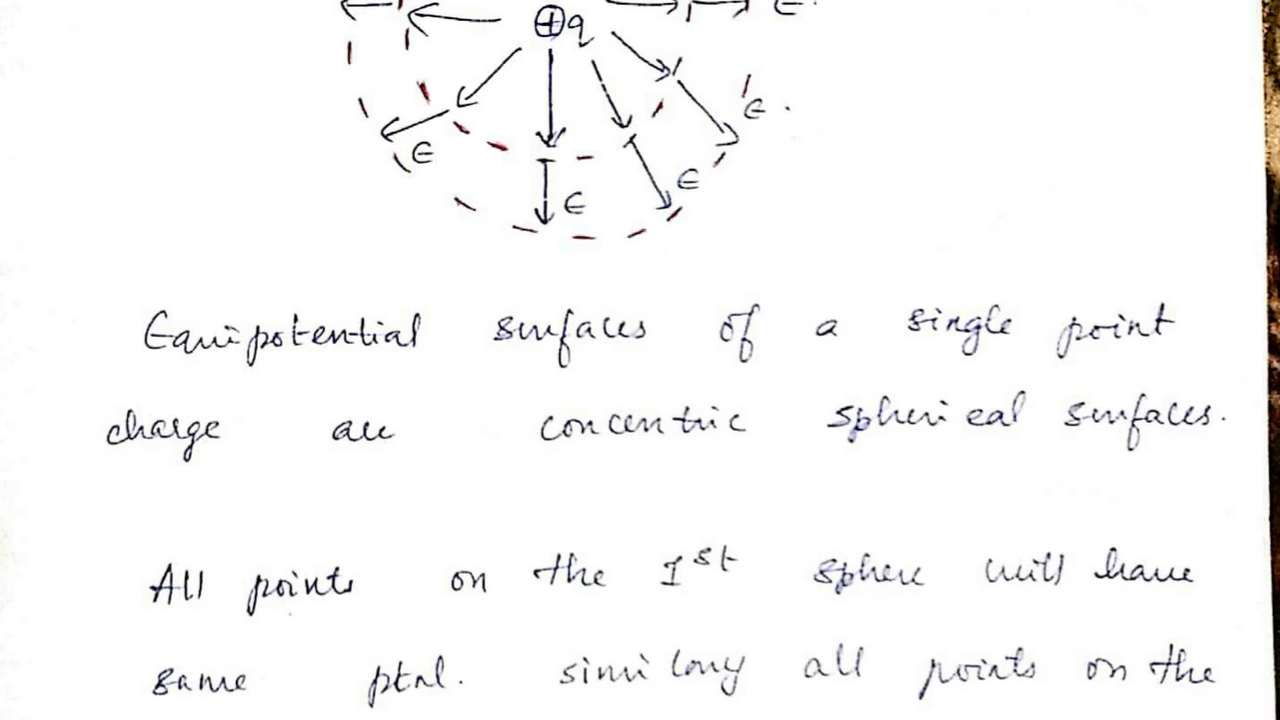 ⊕q
E.
E.
E
E
E
Equipotential surfaces of a single point
charge are concentric spherical surfaces.
All points on the 1st sphere will have
same ptal. similarly all points on the